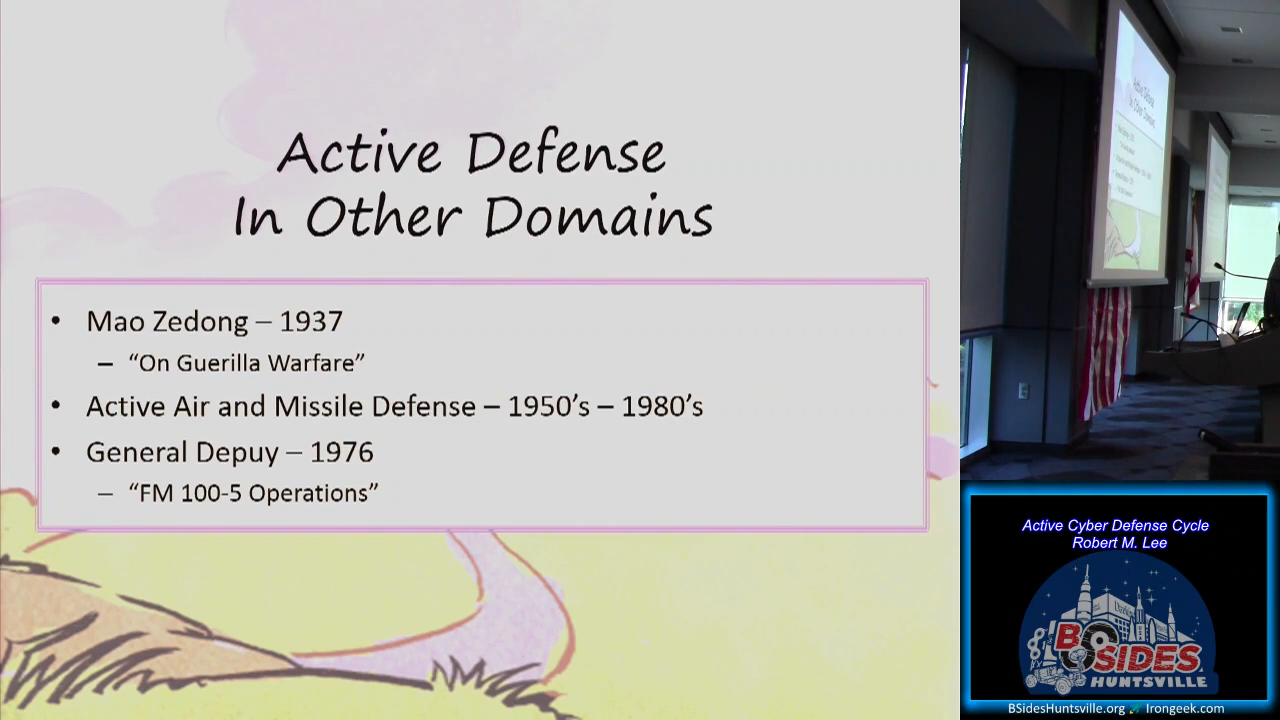 Active Defense
In Other Domains
• Mao Zedong – 1937
– “On Guerilla Warfare”
• Active Air and Missile Defense – 1950’s – 1980’s
• General Depuy – 1976
– “FM 100-5 Operations”
Active Cyber Defense Cycle
Robert M. Lee
BSIDES
HUNTSVILLE
BSidesHuntsville.org Irongeek.com